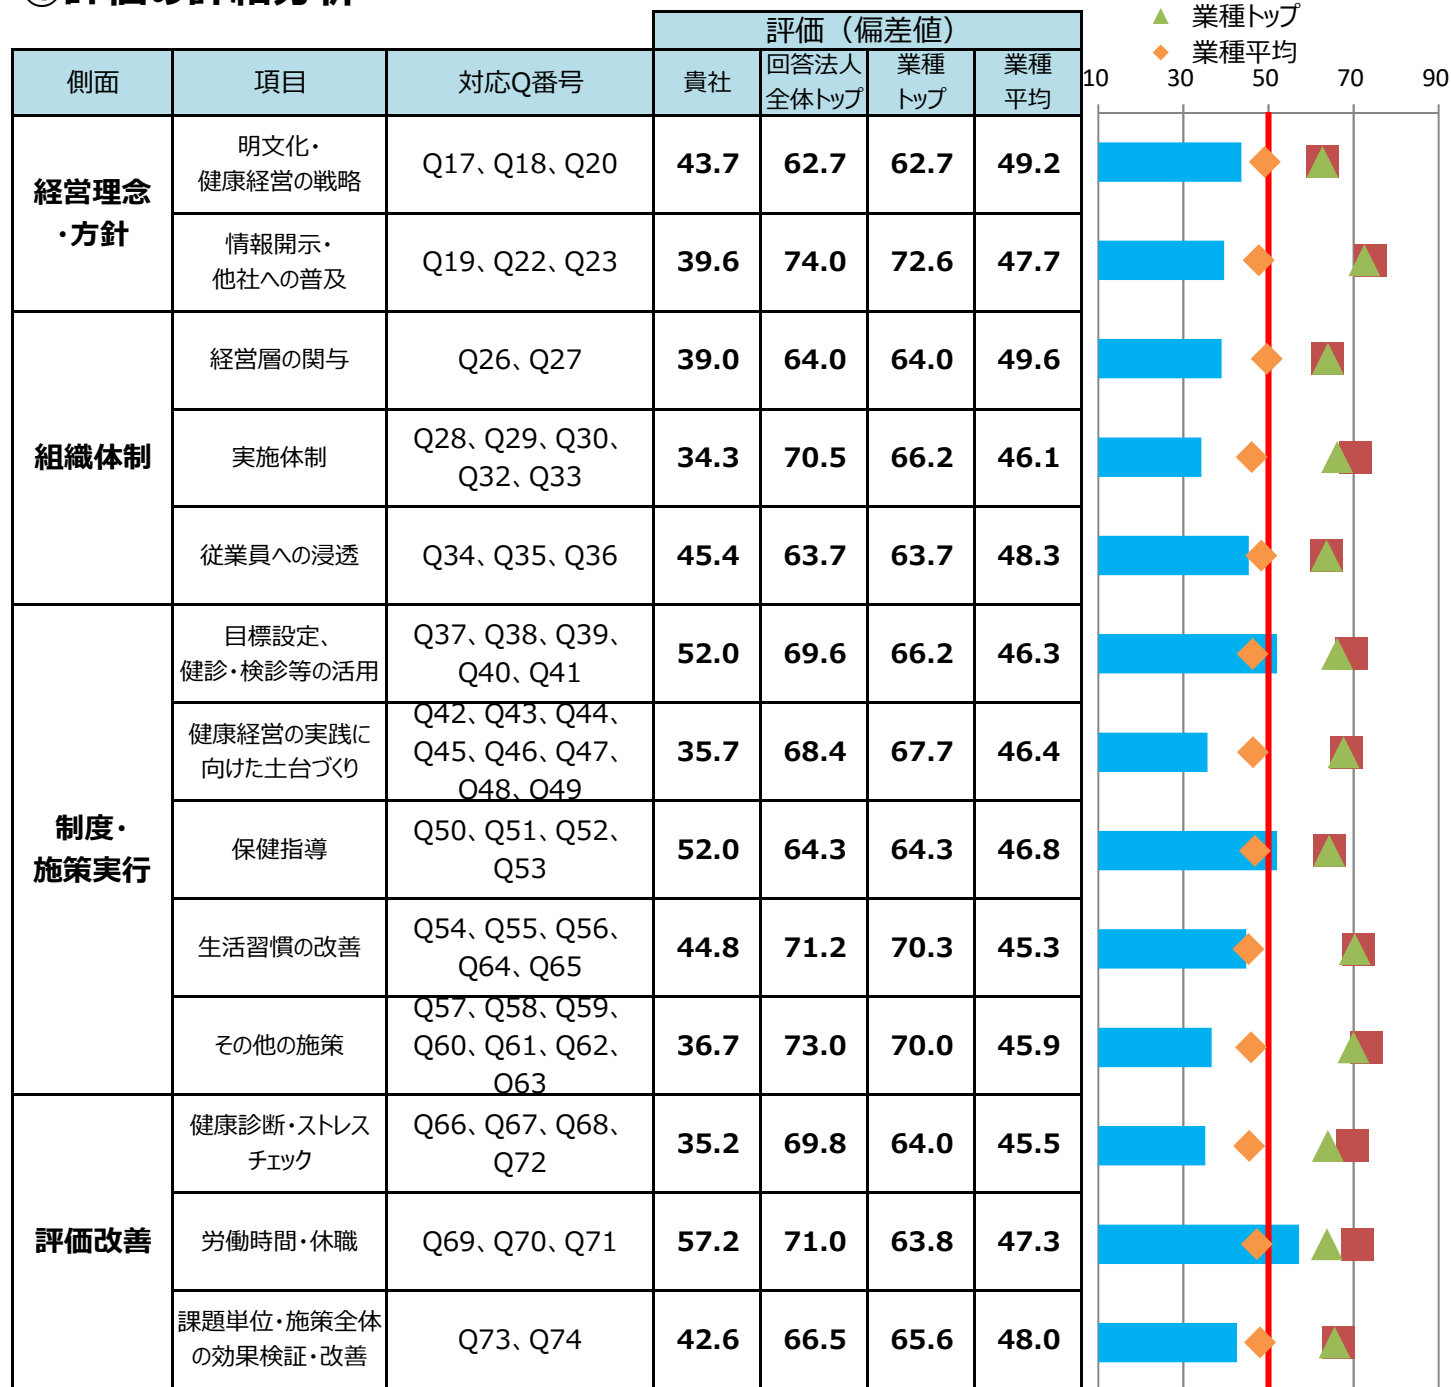 ①評価の詳細分析
評価（偏差値）
側面 項目 対応Q番号 貴社 回答法人全体トップ 業種トップ 業種平均
▲ 業種トップ
◆ 業種平均
10 30 50 70 90
経営理念
・方針
明文化・
健康経営の戦略
Q17、Q18、Q20
43.7 62.7 62.7 49.2
情報開示・
他社への普及
Q19、Q22、Q23
39.6 74.0 72.6 47.7
組織体制
経営層の関与
Q26、Q27
39.0 64.0 64.0 49.6
実施体制
Q28、Q29、Q30、
Q32、Q33
34.3 70.5 66.2 46.1
従業員への浸透
Q34、Q35、Q36
45.4 63.7 63.7 48.3
制度・
施策実行
目標設定、
健診・検診等の活用
Q37、Q38、Q39、
Q40、Q41
52.0 69.6 66.2 46.3
健康経営の実践に
向けた土台づくり
Q42、Q43、Q44、
Q45、Q46、Q47、
Q48、Q49
35.7 68.4 67.7 46.4
保健指導
Q50、Q51、Q52、
Q53
52.0 64.3 64.3 46.8
生活習慣の改善
Q54、Q55、Q56、
Q64、Q65
44.8 71.2 70.3 45.3
その他の施策
Q57、Q58、Q59、
Q60、Q61、Q62、
Q63
36.7 73.0 70.0 45.9
評価改善
健康診断・ストレス
チェック
Q66、Q67、Q68、
Q72
35.2 69.8 64.0 45.5
労働時間・休職
Q69、Q70、Q71
57.2 71.0 63.8 47.3
課題単位・施策全体
の効果検証・改善
Q73、Q74
42.6 66.5 65.6 48.0